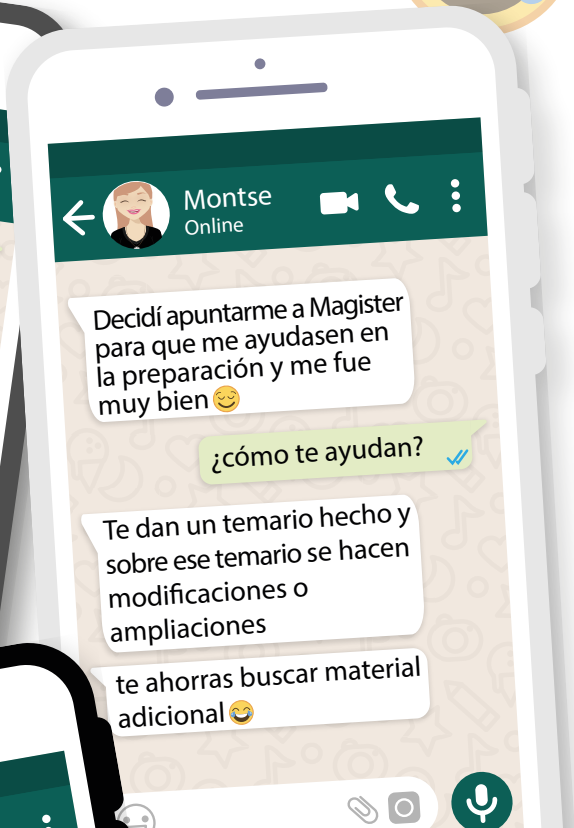 Montse
Online
Decidí apuntarme a Magister
para que me ayudasen en
la preparación y me fue
muy bien😌
¿cómo te ayudan?
Te dan un temario hecho y
sobre ese temario se hacen
modificaciones o
ampliaciones
te ahorras buscar material
adicional😂